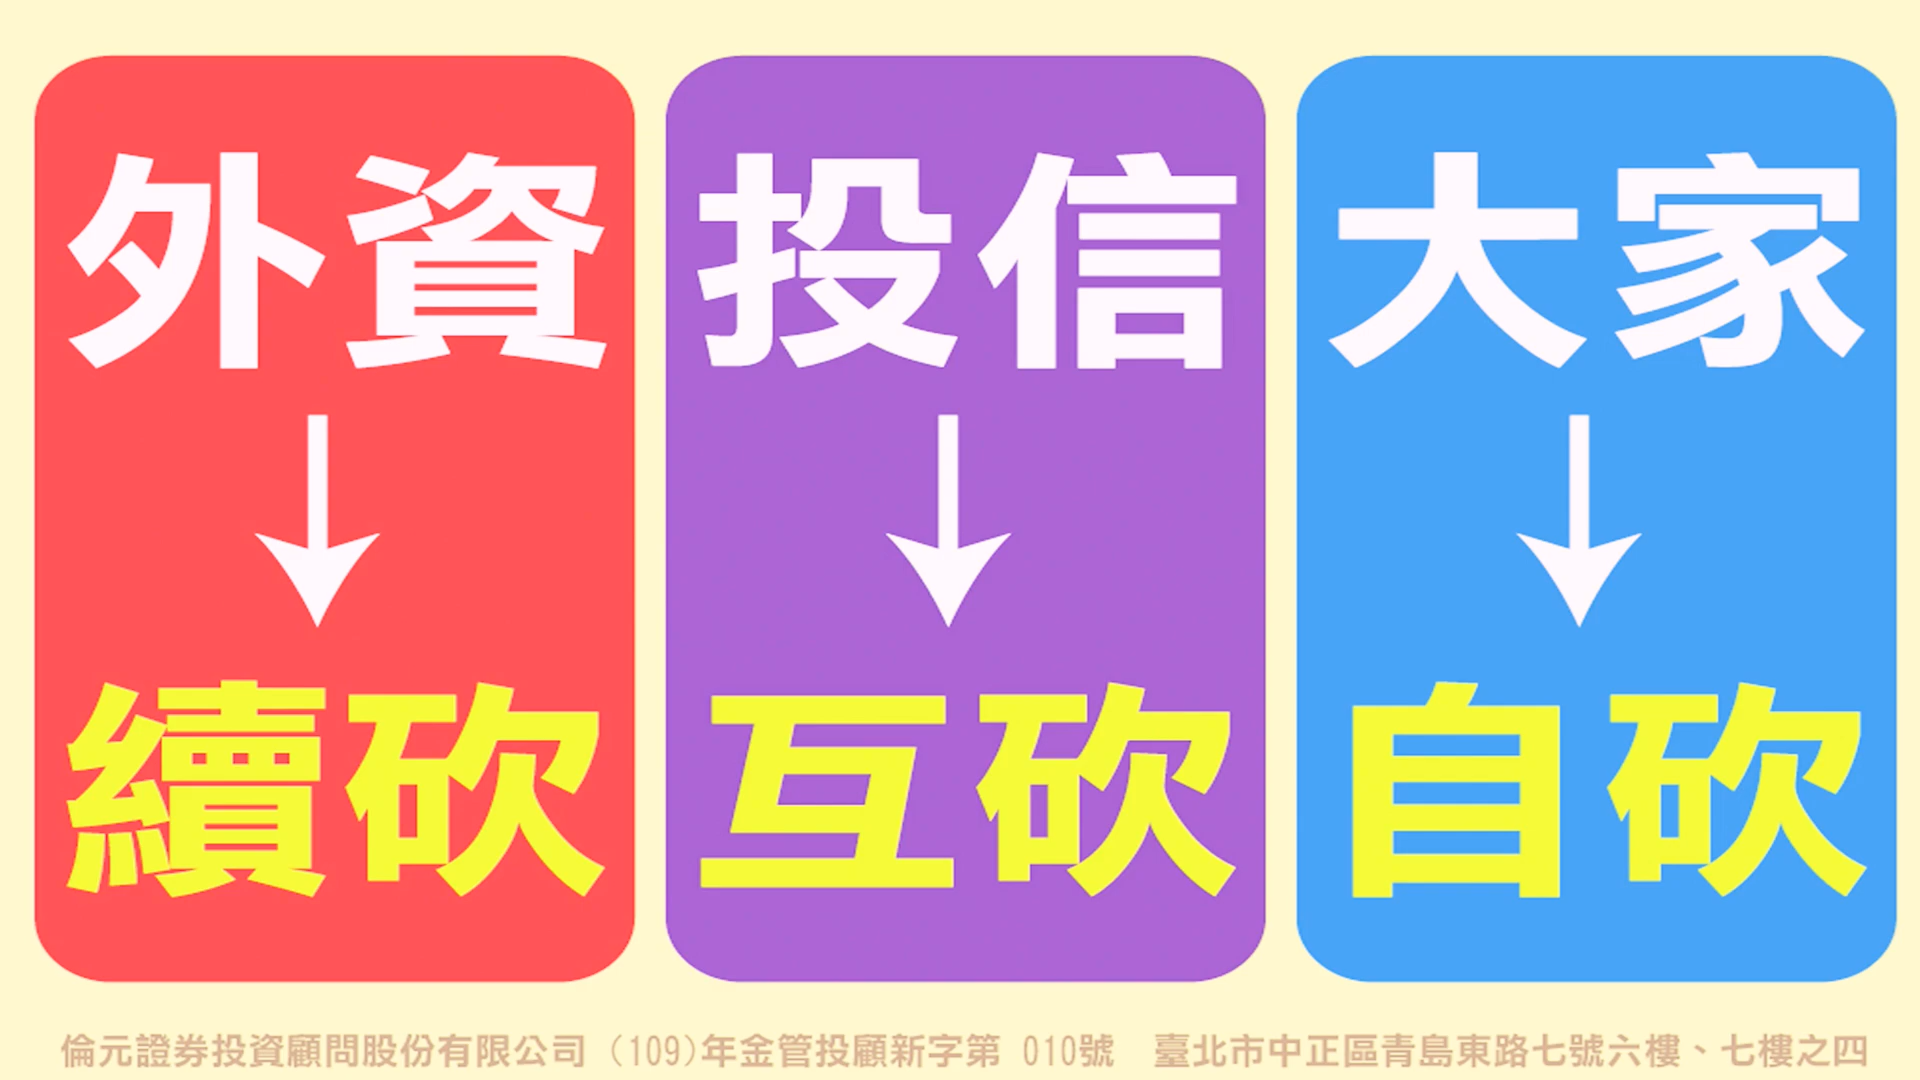 外資
續砍
投信
互砍
大家
自砍
倫元證券投資顧問股份有限公司 (109)年金管投顧新字第 010號 臺北市中正區青島東路七號六樓、七樓之四